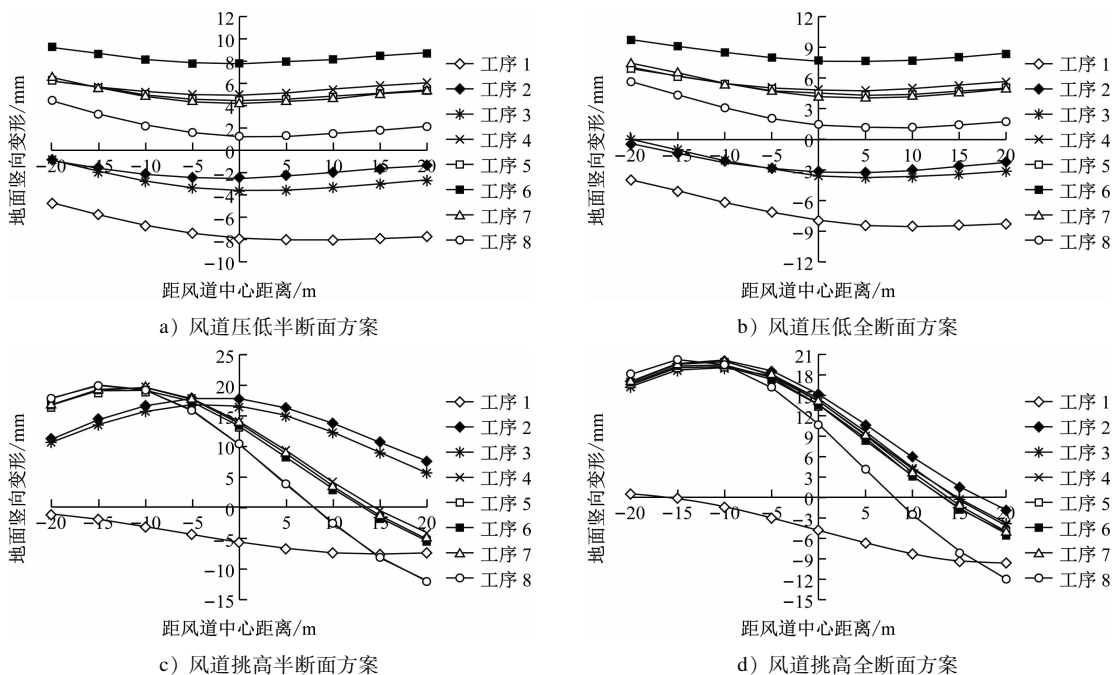 地面竖向变形/mm
12
10
8
6
4
2
0
−2
−4
−6
−8
−10
−20
−15
−10
−5
5
10
15
20
距风道中心距离/m
工序 1
工序 2
工序 3
工序 4
工序 5
工序 6
工序 7
工序 8
a）风道压低半断面方案
地面竖向变形/mm
12
9
6
3
0
−3
−6
−9
−12
−20
−15
−10
−5
5
10
15
20
距风道中心距离/m
工序 1
工序 2
工序 3
工序 4
工序 5
工序 6
工序 7
工序 8
b）风道压低全断面方案
地面竖向变形/mm
25
20
15
10
5
0
−5
−10
−15
−20
−15
−10
−5
5
10
15
20
距风道中心距离/m
工序 1
工序 2
工序 3
工序 4
工序 5
工序 6
工序 7
工序 8
c）风道挑高半断面方案
地面竖向变形/mm
21
18
15
12
9
6
3
0
−3
−6
−9
−12
−15
−20
−15
−10
−5
5
10
15
20
距风道中心距离/m
工序 1
工序 2
工序 3
工序 4
工序 5
工序 6
工序 7
工序 8
d）风道挑高全断面方案